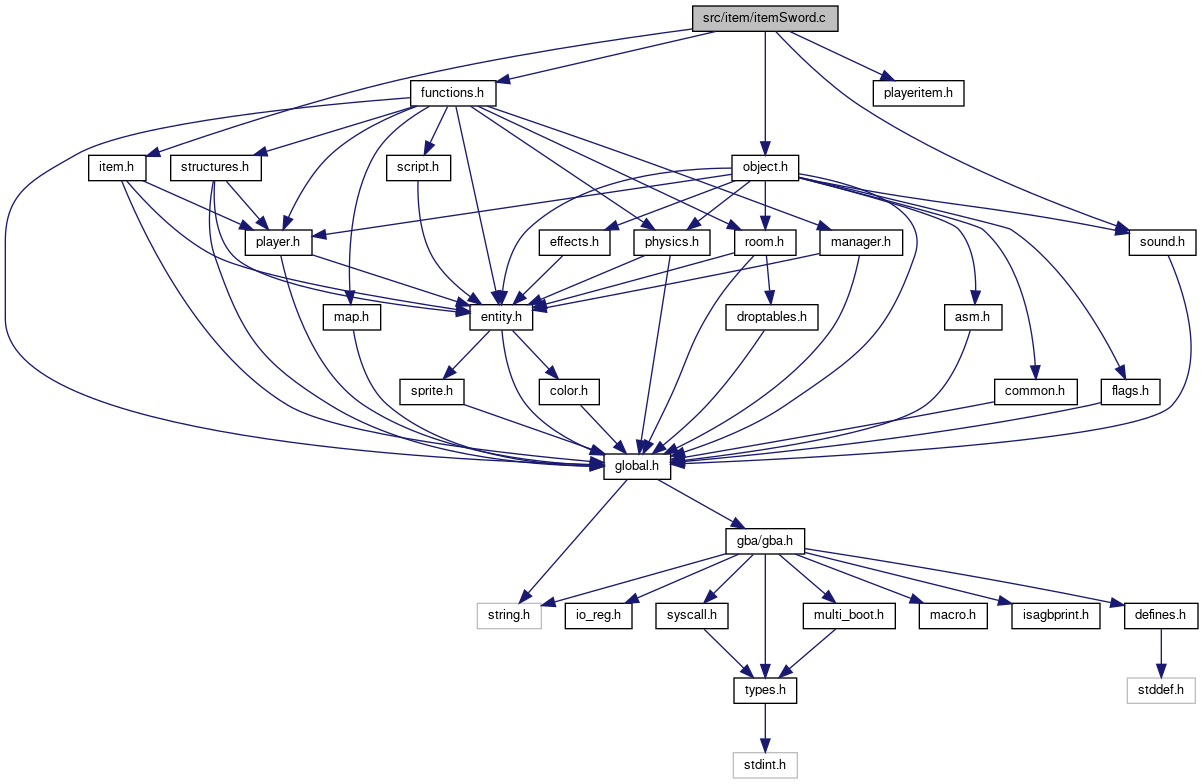 src/item/itemSword.c
functions.h
playeritem.h
item.h
structures.h
script.h
object.h
player.h
effects.h
physics.h
room.h
manager.h
sound.h
map.h
entity.h
droptables.h
asm.h
sprite.h
color.h
common.h
flags.h
global.h
gba/gba.h
string.h
io_reg.h
syscall.h
multi_boot.h
macro.h
isagbprint.h
defines.h
types.h
stddef.h
stdint.h